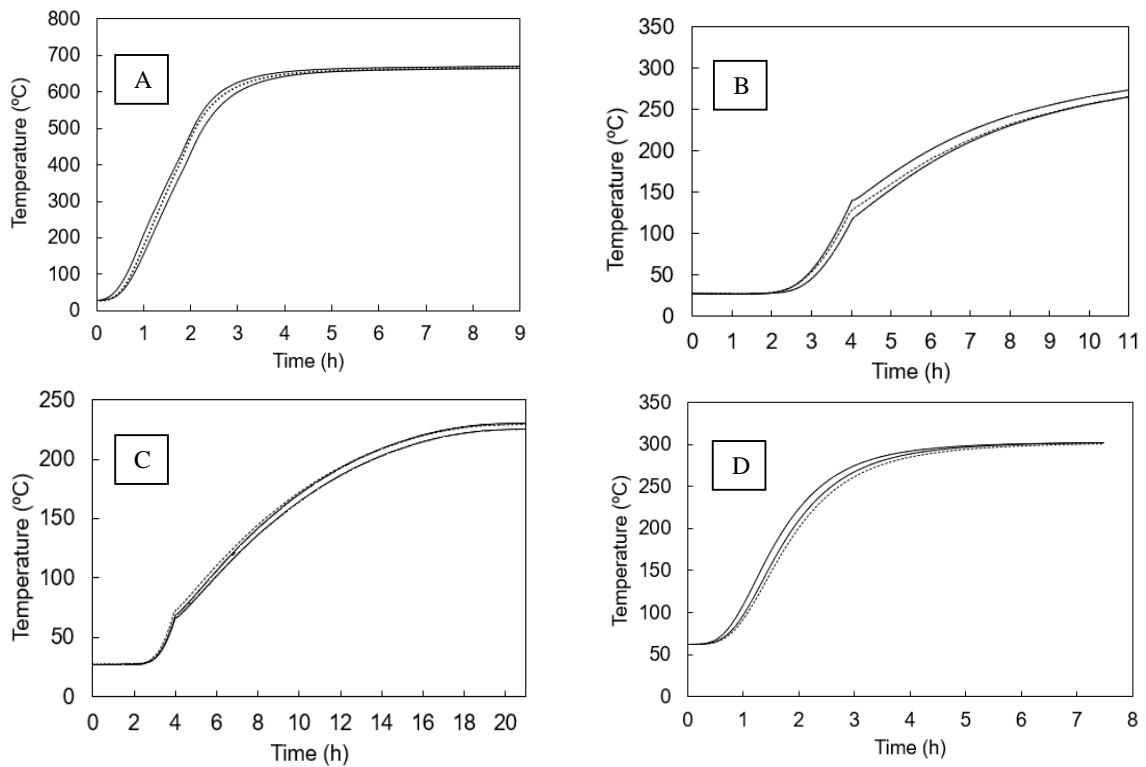 800
700
600
500
400
300
200
100
0
Temperature (ºC)
A
0 1 2 3 4 5 6 7 8 9
Time (h)
350
300
250
200
150
100
50
0
Temperature (ºC)
B
0 1 2 3 4 5 6 7 8 9 10 11
Time (h)
250
200
150
100
50
0
Temperature (ºC)
C
0 2 4 6 8 10 12 14 16 18 20
Time (h)
350
300
250
200
150
100
50
0
Temperature (ºC)
D
0 1 2 3 4 5 6 7 8
Time (h)